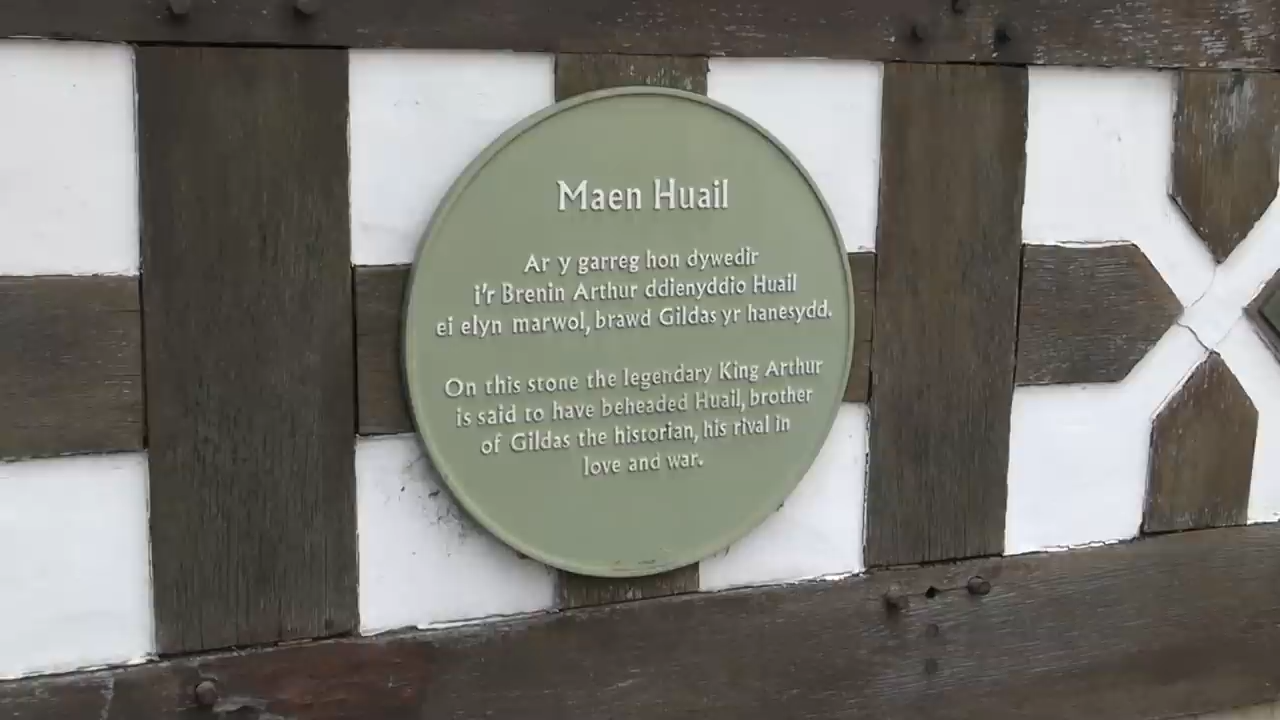 Maen Huail
Ar y garreg hon dywedir
i'r Brenin Arthur ddienyddio Huail
ei elyn marwol, brawd Gildas yr hanesydd.
On this stone the legendary King Arthur
is said to have beheaded Huail, brother
of Gildas the historian, his rival in
love and war.